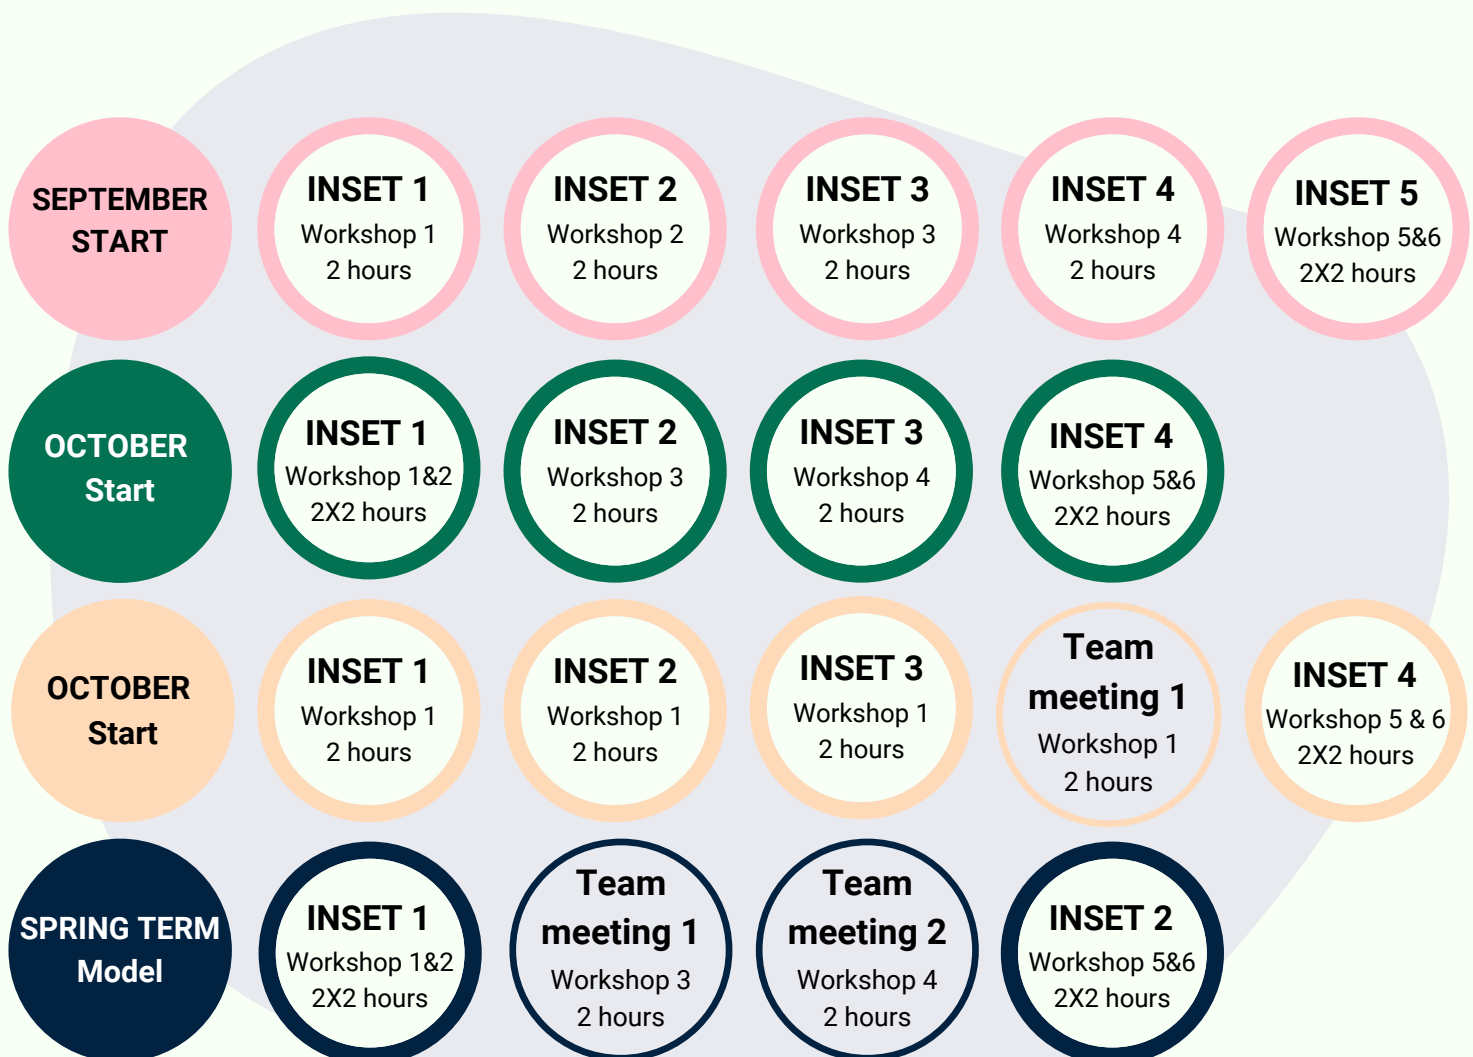 SEPTEMBER
START
INSET 1
Workshop 1
2 hours
INSET 2
Workshop 2
2 hours
INSET 3
Workshop 3
2 hours
INSET 4
Workshop 4
2 hours
INSET 5
Workshop 5&6
2X2 hours
OCTOBER
Start
INSET 1
Workshop 1&2
2X2 hours
INSET 2
Workshop 3
2 hours
INSET 3
Workshop 4
2 hours
INSET 4
Workshop 5&6
2X2 hours
OCTOBER
Start
INSET 1
Workshop 1
2 hours
INSET 2
Workshop 1
2 hours
INSET 3
Workshop 1
2 hours
Team
meeting 1
Workshop 1
2 hours
INSET 4
Workshop 5 & 6
2X2 hours
SPRING TERM
Model
INSET 1
Workshop 1&2
2X2 hours
Team
meeting 1
Workshop 3
2 hours
Team
meeting 2
Workshop 4
2 hours
INSET 2
Workshop 5&6
2X2 hours